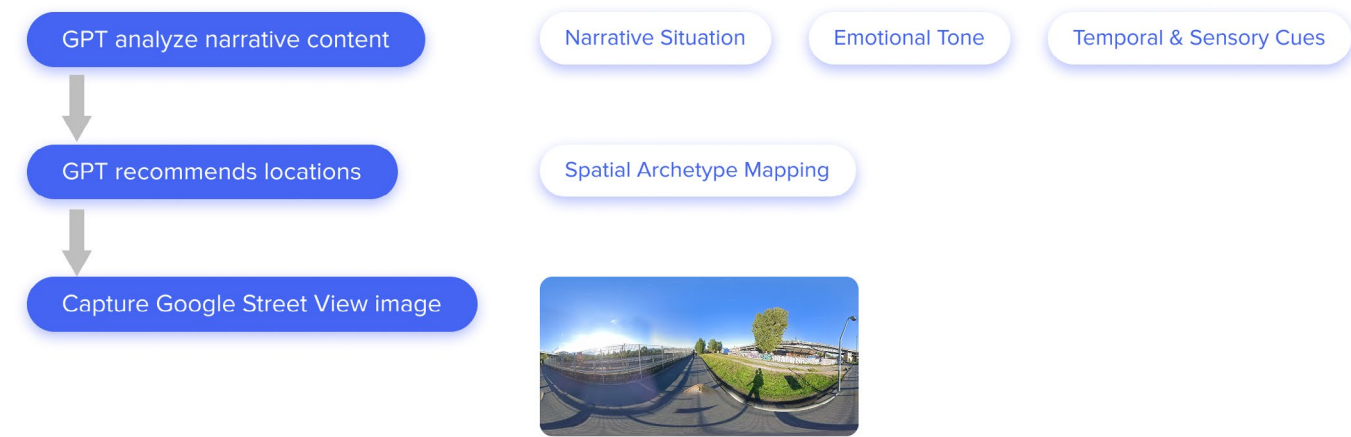 GPT analyze narrative content
Narrative Situation
Emotional Tone
Temporal & Sensory Cues
GPT recommends locations
Spatial Archetype Mapping
Capture Google Street View image